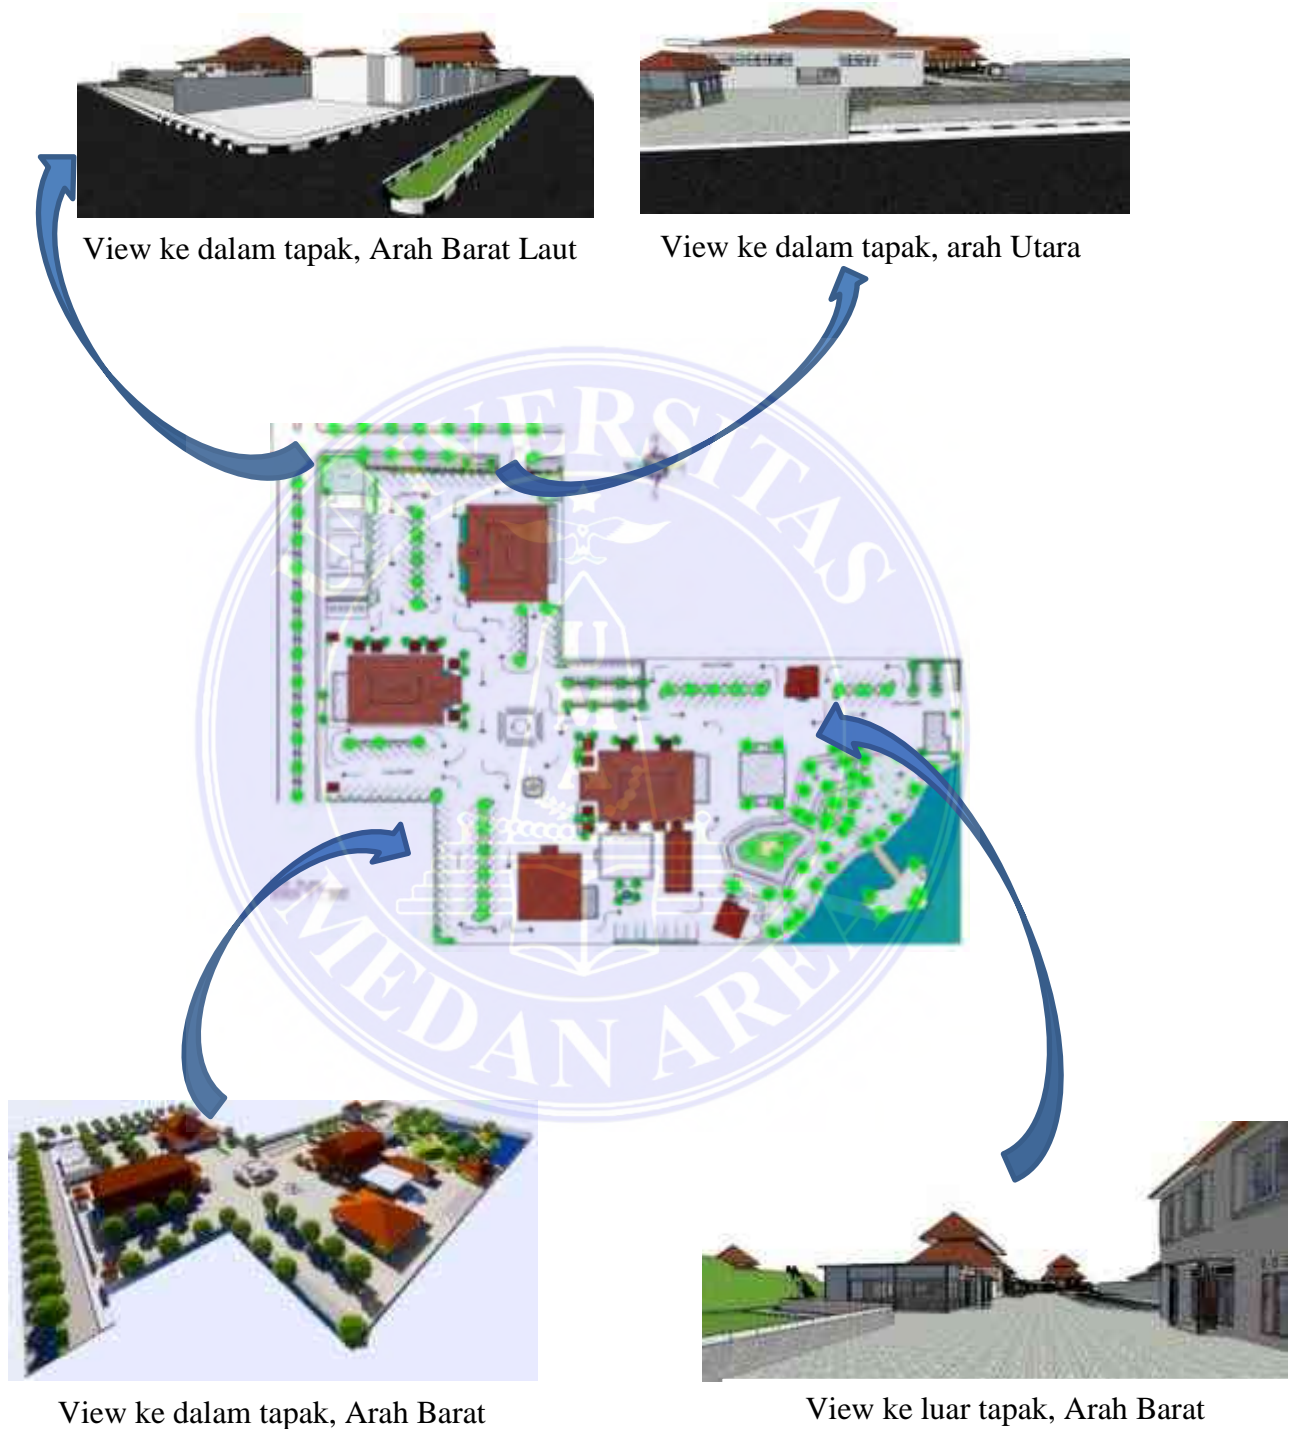 View ke dalam tapak, Arah Barat Laut
View ke dalam tapak, arah Utara
UNIVERSITAS
UMA
MEDAN AREA
View ke dalam tapak, Arah Barat
View ke luar tapak, Arah Barat